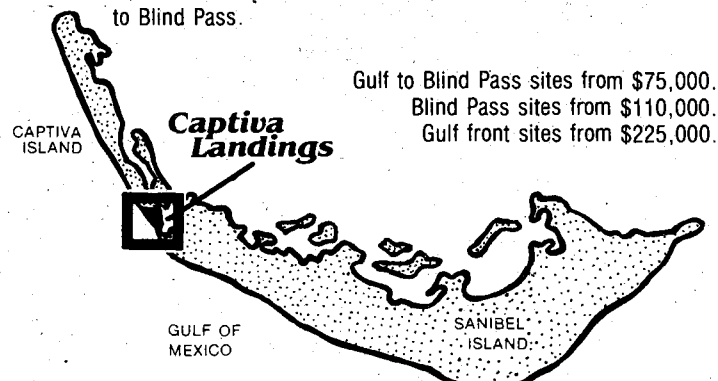 to Blind Pass.
Gulf to Blind Pass sites from $75,000.
Blind Pass sites from $110,000.
Gulf front sites from $225,000.
Captiva
Landings
CAPTIVA
ISLAND
GULF OF
MEXICO
SANIBEL
ISLAND